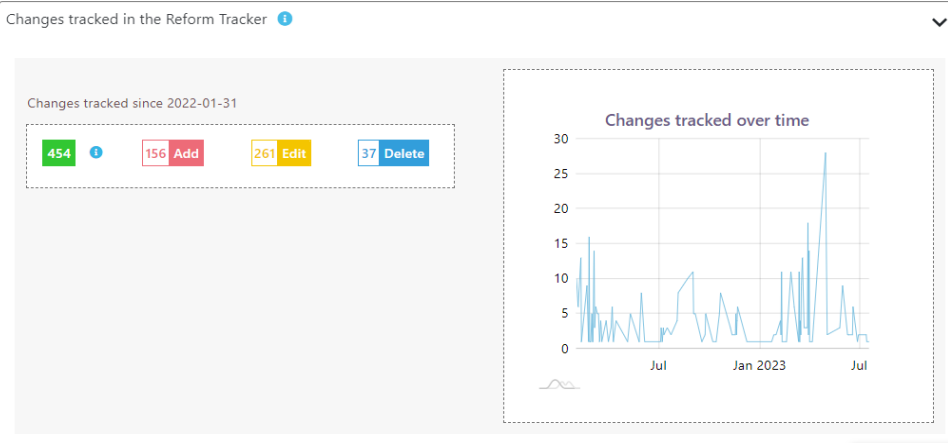 Changes tracked in the Reform Tracker i
Changes tracked since 2022-01-31
454 i 156 Add 261 Edit 37 Delete
Changes tracked over time
30
25
20
15
10
5
0
Jul Jan 2023 Jul